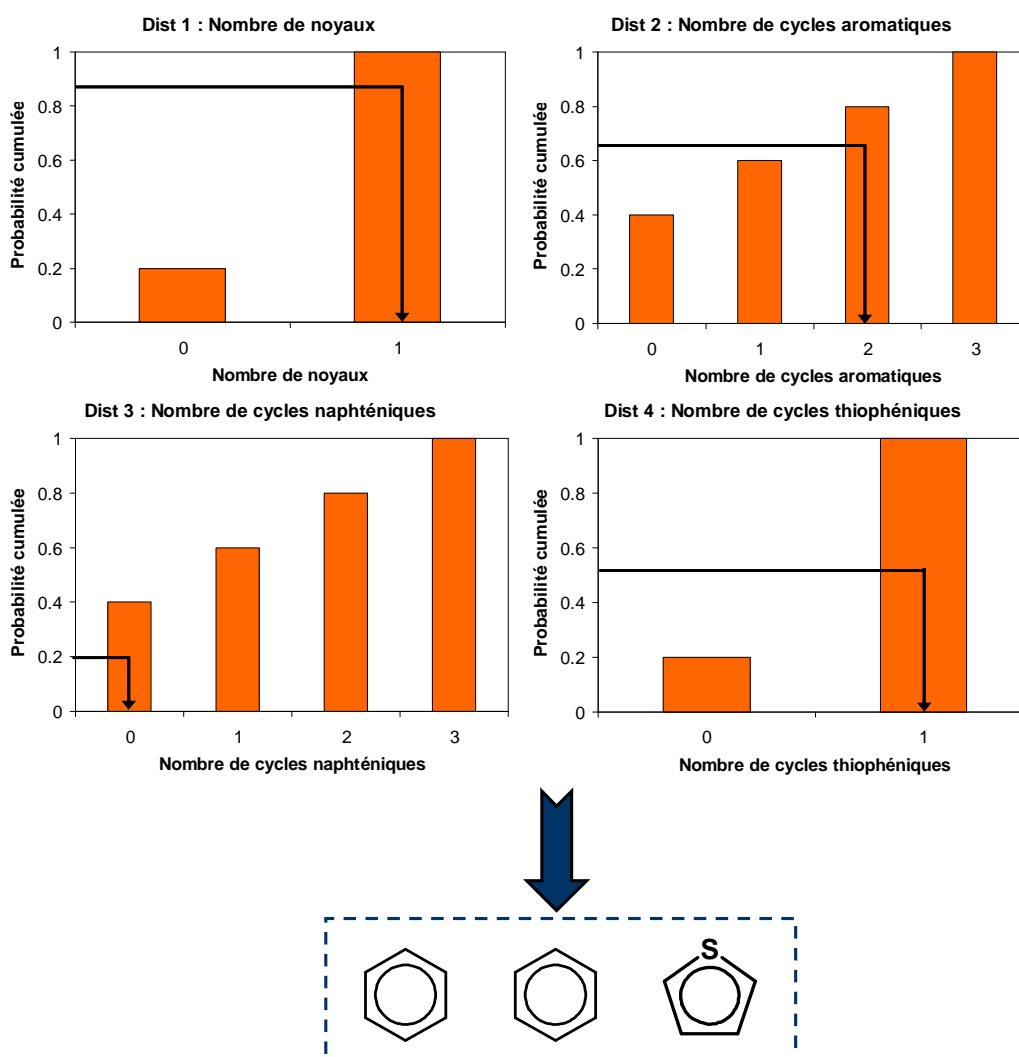 Dist 1 : Nombre de noyaux
1
0.8
0.6
0.4
0.2
0
Probabilité cumulée
0 1
Nombre de noyaux
Dist 2 : Nombre de cycles aromatiques
1
0.8
0.6
0.4
0.2
0
Probabilité cumulée
0 1 2 3
Nombre de cycles aromatiques
Dist 3 : Nombre de cycles naphténiques
1
0.8
0.6
0.4
0.2
0
Probabilité cumulée
0 1 2 3
Nombre de cycles naphténiques
Dist 4 : Nombre de cycles thiophéniques
1
0.8
0.6
0.4
0.2
0
Probabilité cumulée
0 1
Nombre de cycles thiophéniques
S